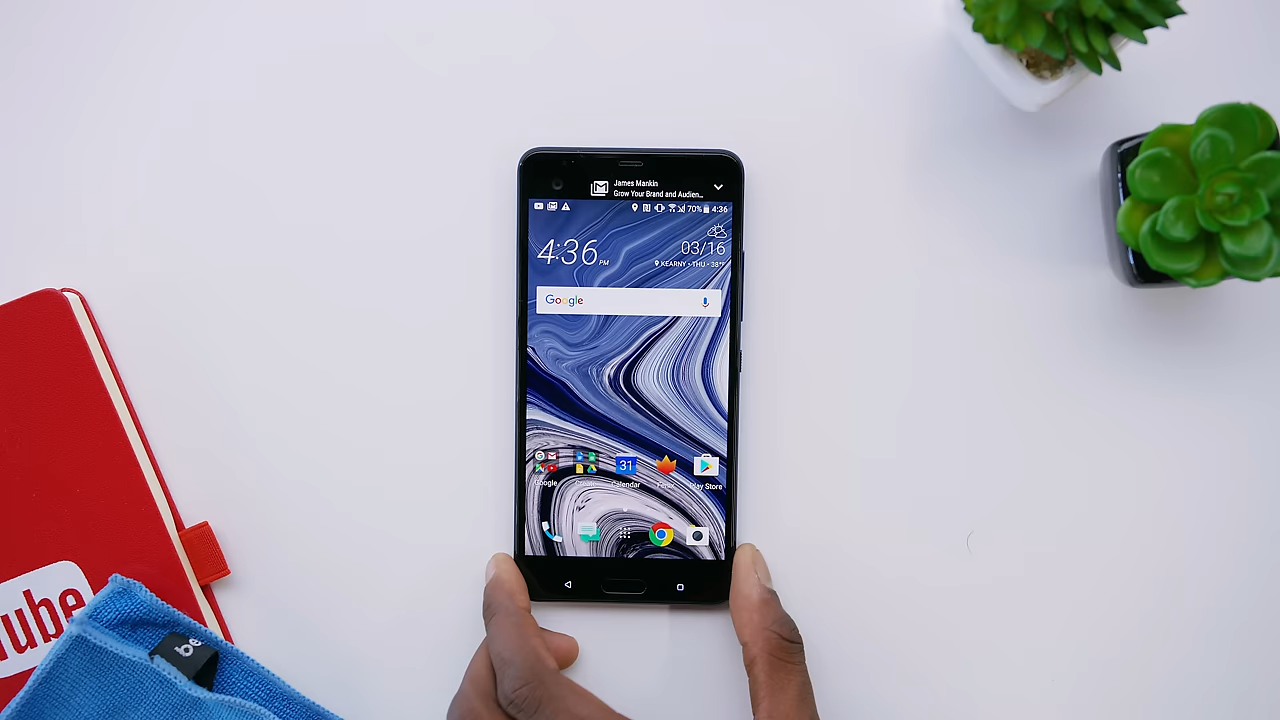 James Mankin
Grow Your Brand and Audien...
70% 4:36
4:36 PM
03/16
KEARNY • THU • 38°F
Google
31
Google
Calendar
Play Store
Tube
be